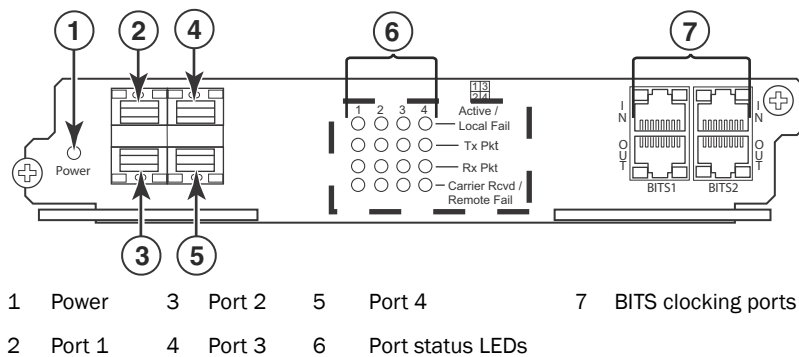 1 2 4 6 7
1 3
2 4
1 2 3 4
Active /
Local Fail
Tx Pkt
Rx Pkt
Carrier Rcvd /
Remote Fail
Power
IN
OUT
IN
OUT
BITS1 BITS2
3 5
1 Power 3 Port 2 5 Port 4 7 BITS clocking ports
2 Port 1 4 Port 3 6 Port status LEDs